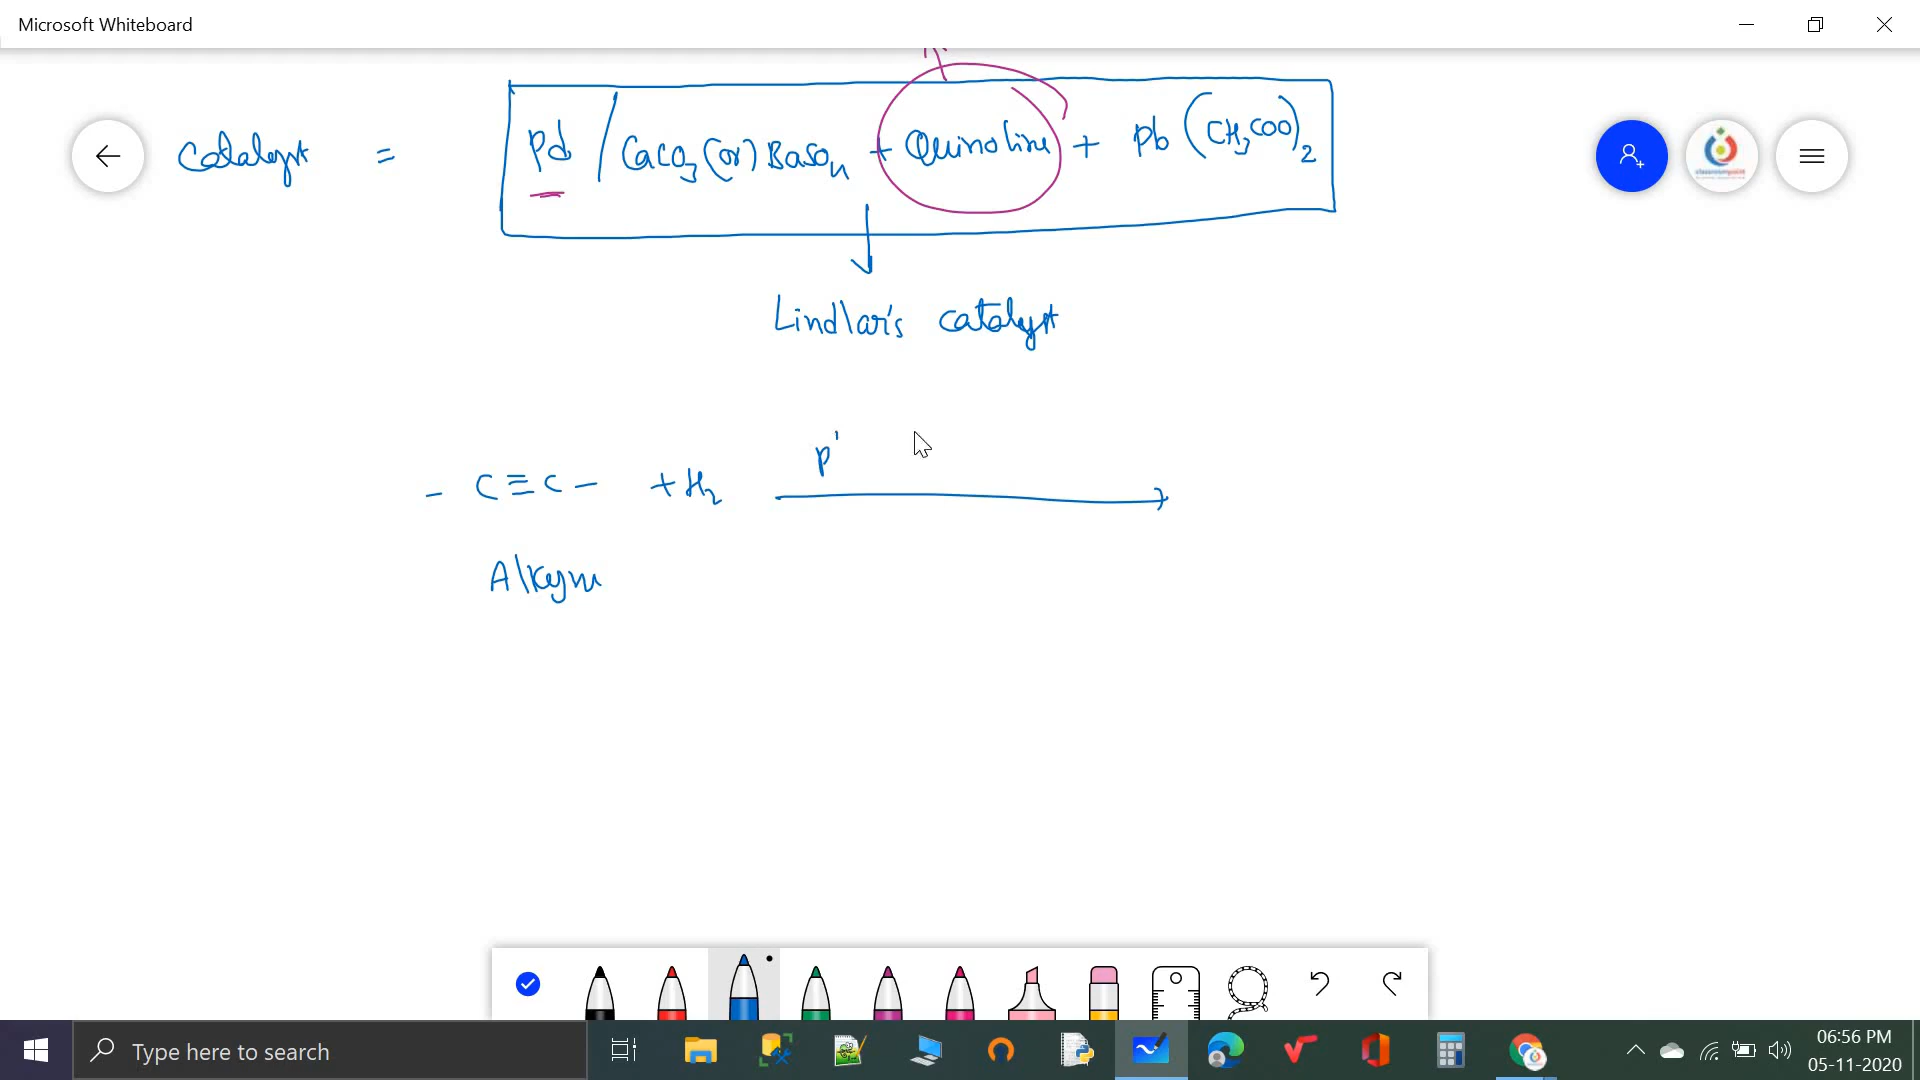 Microsoft Whiteboard
Catalyst = Pd / CaCO3 (or) BaSO4 + Quinoline + Pb (CH3COO)2
Lindlar's catalyst
- C≡C- + H2
Alkyne
Type here to search
06:56 PM
05-11-2020